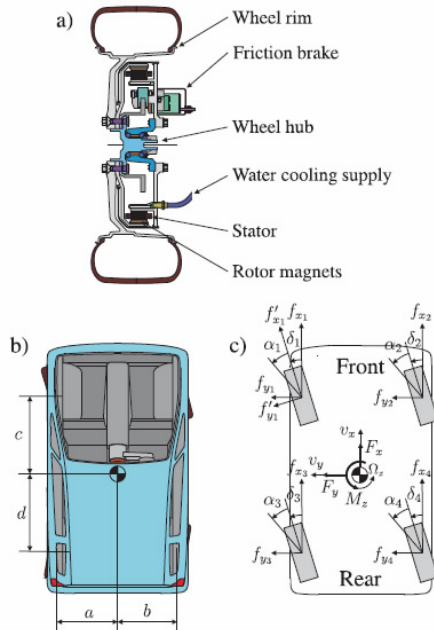 a)
Wheel rim
Friction brake
Wheel hub
Water cooling supply
Stator
Rotor magnets
b)
c
d
a
b
c)
f'x1
fx1
fx2
α1
δ1
α2
δ2
Front
fy1
f'y1
fy2
vx
Fx
fx3
vy
Ωz
fx4
Fy
Mz
α3
δ3
α4
δ4
fy3
fy4
Rear